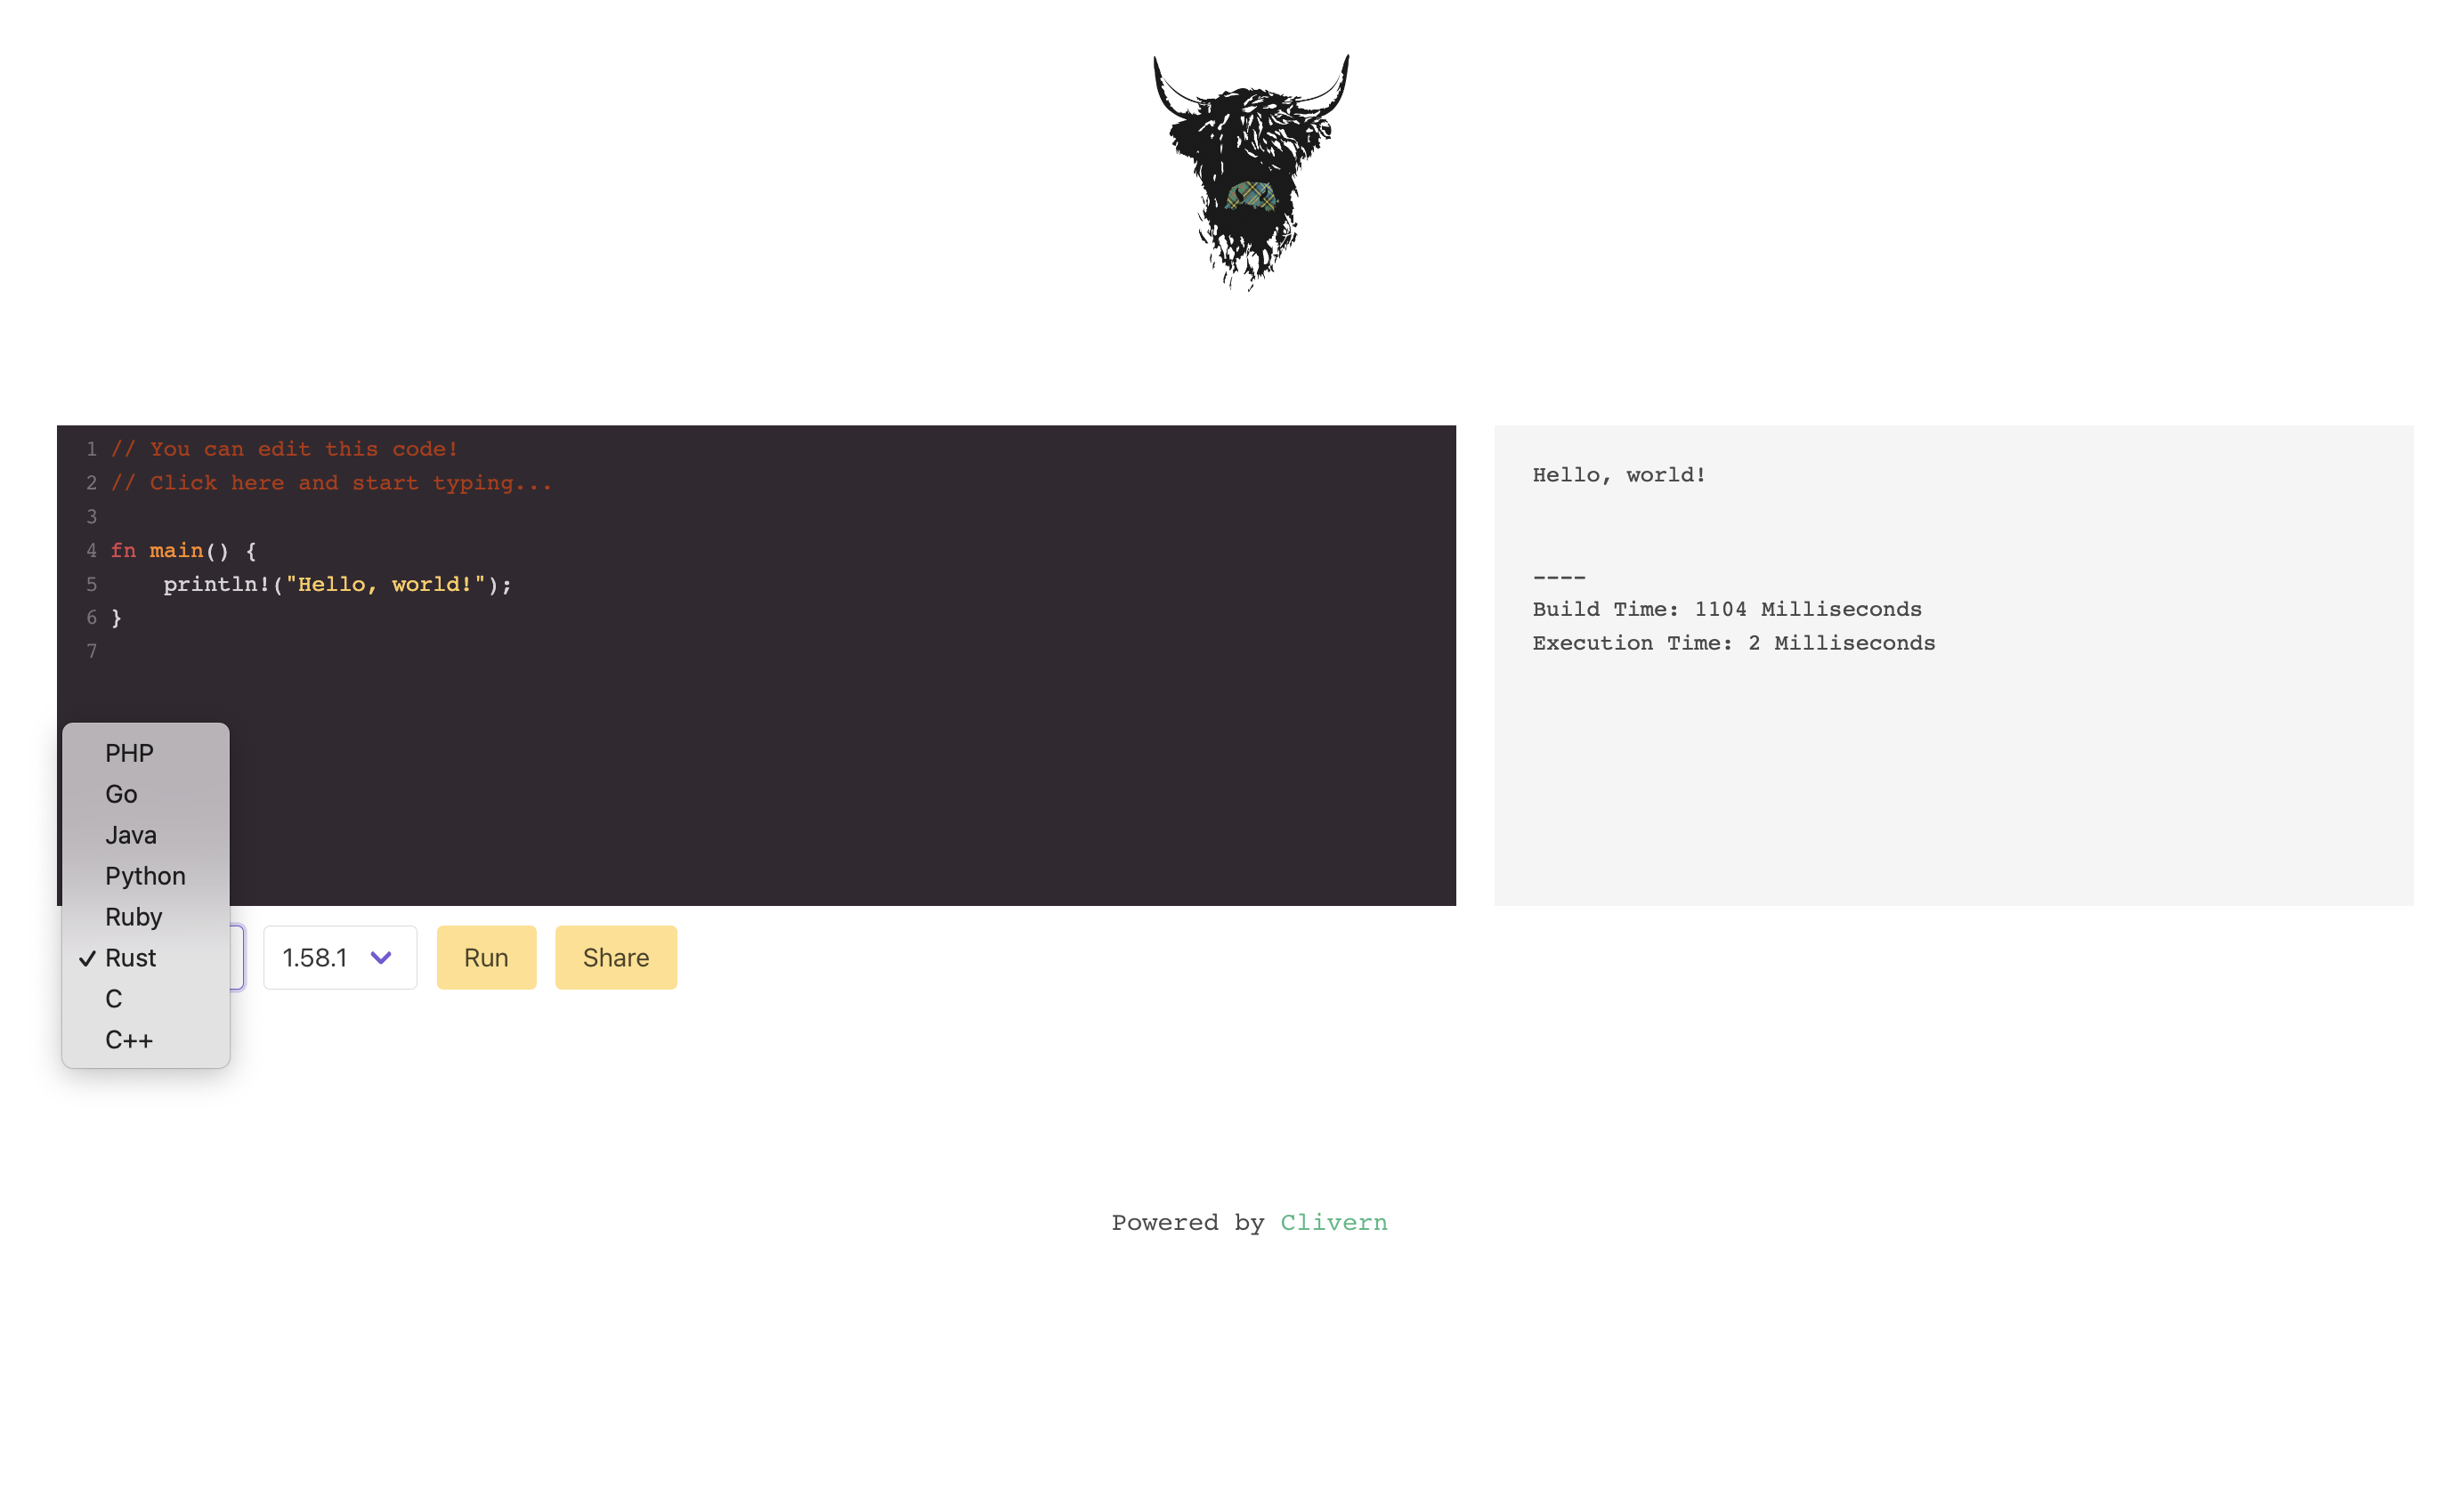 1 // You can edit this code!
2 // Click here and start typing...
3
4 fn main() {
5     println!("Hello, world!");
6 }
7
Hello, world!
----
Build Time: 1104 Milliseconds
Execution Time: 2 Milliseconds
PHP
Go
Java
Python
Ruby
✓ Rust
C
C++
1.58.1
Run
Share
Powered by Clivern